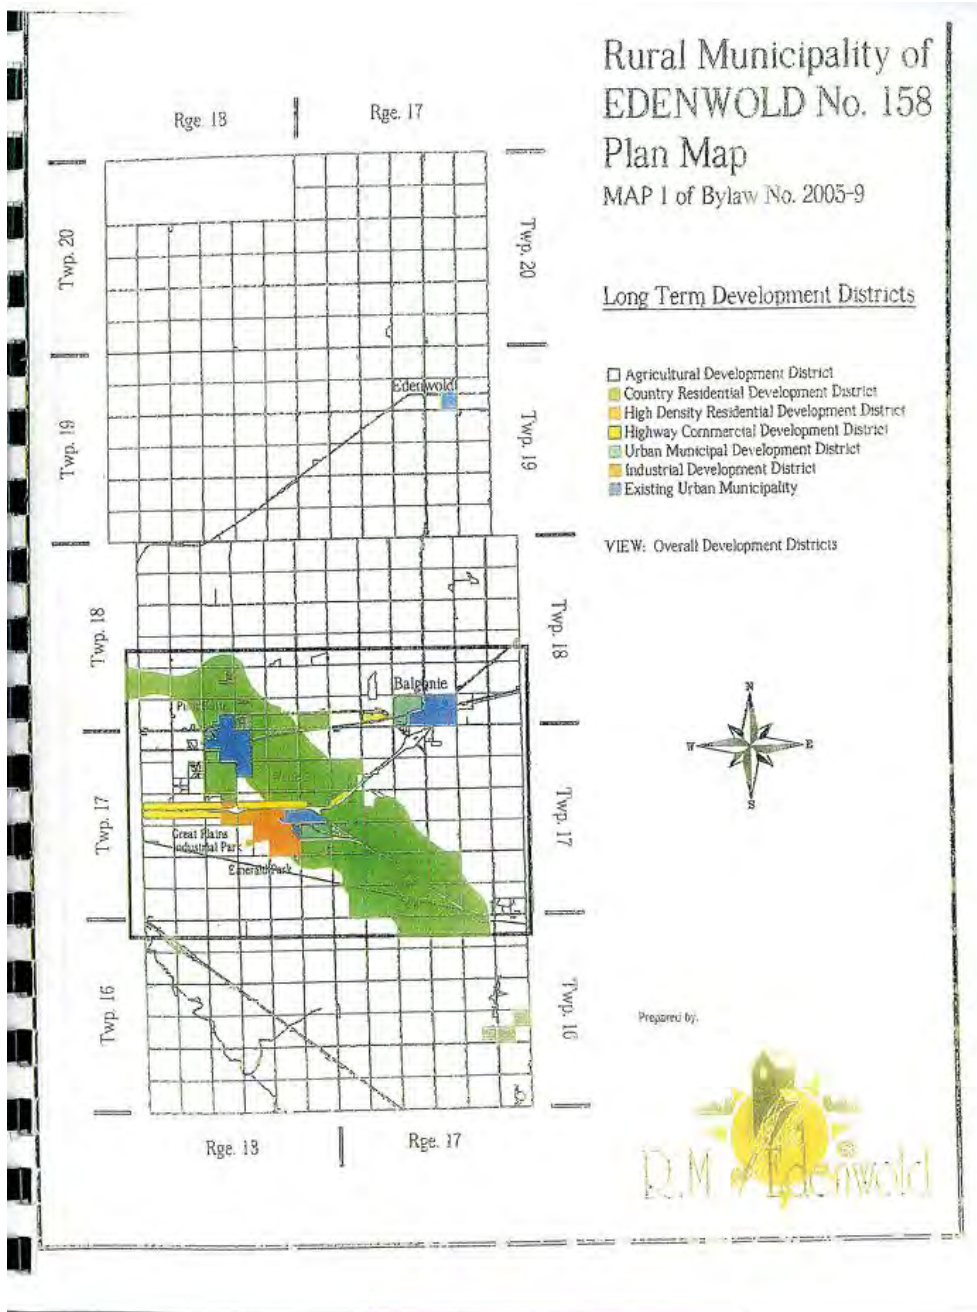 Rural Municipality of
EDENWOLD No. 158
Plan Map
MAP 1 of Bylaw No. 2005-9
Long Term Development Districts
Agricultural Development District
Country Residential Development District
High Density Residential Development District
Highway Commercial Development District
Urban Municipal Development District
Industrial Development District
Existing Urban Municipality
VIEW: Overall Development Districts
Rge. 18
Rge. 17
Twp. 20
Twp. 20
Edenwold
Twp. 19
Twp. 19
Twp. 18
Twp. 18
Balgonie
N
W
E
S
Twp. 17
Twp. 17
Great Plains
Industrial Park
Emerald Park
Twp. 16
Twp. 16
Prepared by:
R.M of Edenwold
Rge. 18
Rge. 17